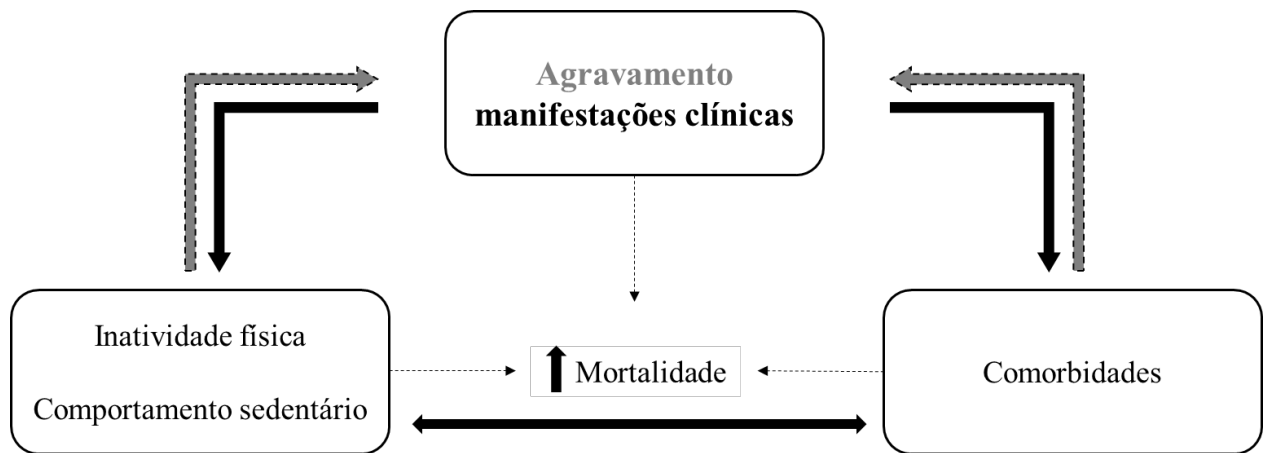 Agravamento
manifestações clínicas
Inatividade física
Comportamento sedentário
Mortalidade
Comorbidades